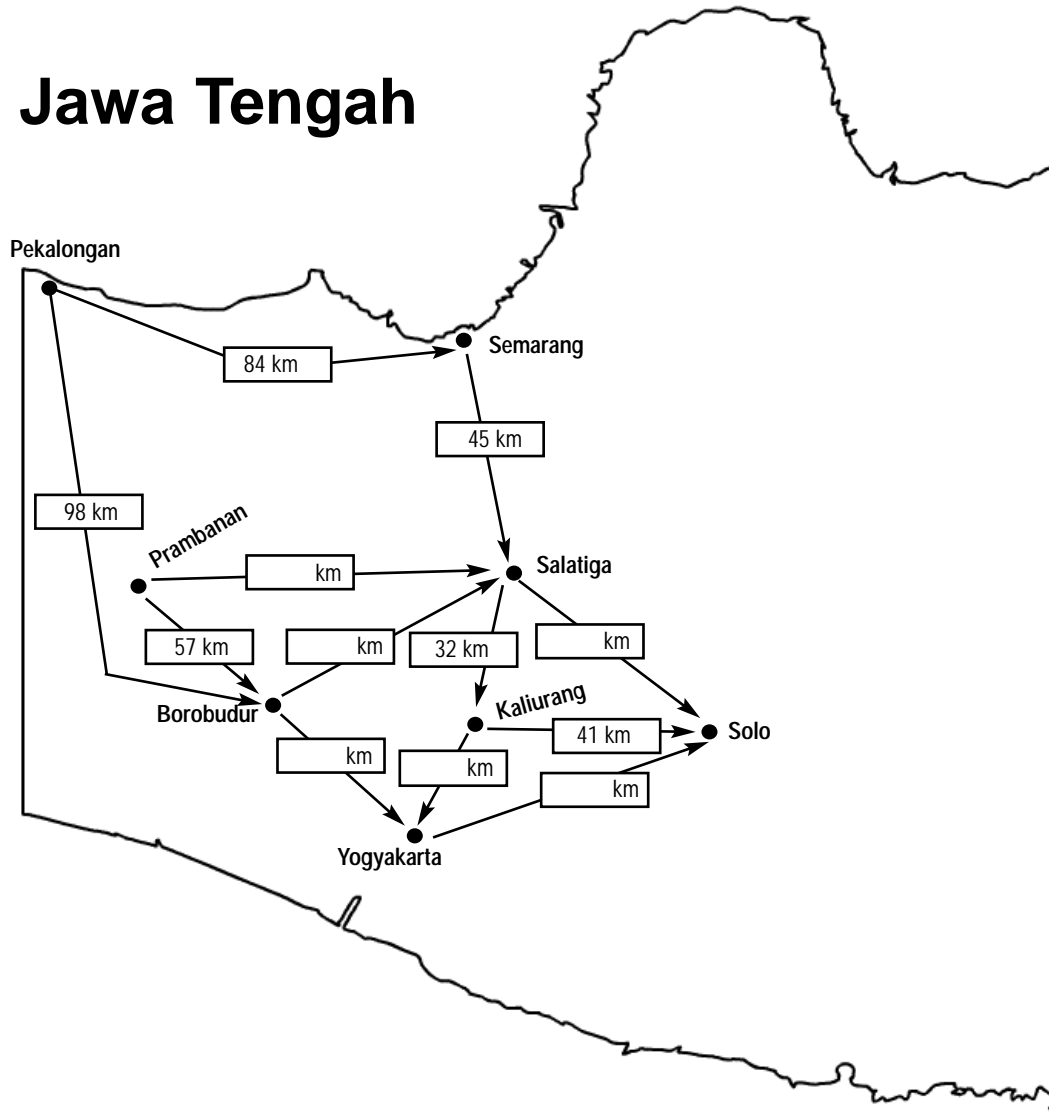 Jawa Tengah
Pekalongan
Semarang
84 km
45 km
98 km
Prambanan
km
Salatiga
57 km
km
32 km
km
Borobudur
Kaliurang
41 km
Solo
km
km
km
Yogyakarta